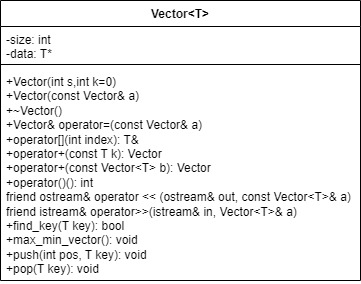 Vector<T>
-size: int
-data: T*
+Vector(int s,int k=0)
+Vector(const Vector& a)
+~Vector()
+Vector& operator=(const Vector& a)
+operator[](int index): T&
+operator+(const T k): Vector
+operator+(const Vector<T> b): Vector
+operator()(): int
friend ostream& operator << (ostream& out, const Vector<T>& a)
friend istream& operator>>(istream& in, Vector<T>& a)
+find_key(T key): bool
+max_min_vector(): void
+push(int pos, T key): void
+pop(T key): void